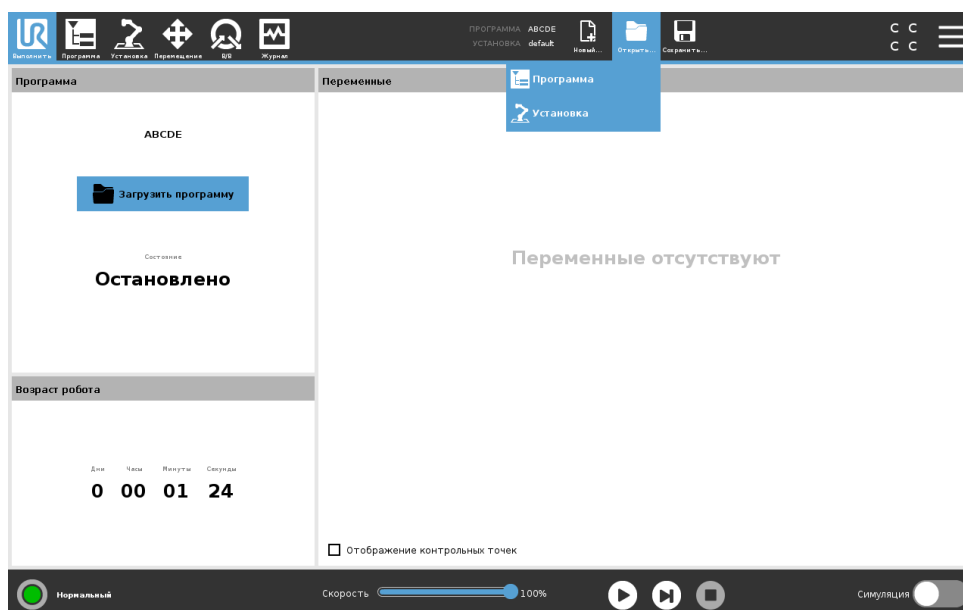 UR
Выполнить
Программа
Установка
Перемещение
В/В
Журнал
ПРОГРАММА ABCDE
УСТАНОВКА default
Новый...
Открыть...
Сохранить...
C C
C C
Программа
Переменные
Программа
Установка
ABCDE
Загрузить программу
Состояние
Остановлено
Переменные отсутствуют
Возраст робота
Дни Часы Минуты Секунды
0 00 01 24
Отображение контрольных точек
Нормальный
Скорость 100%
Симуляция